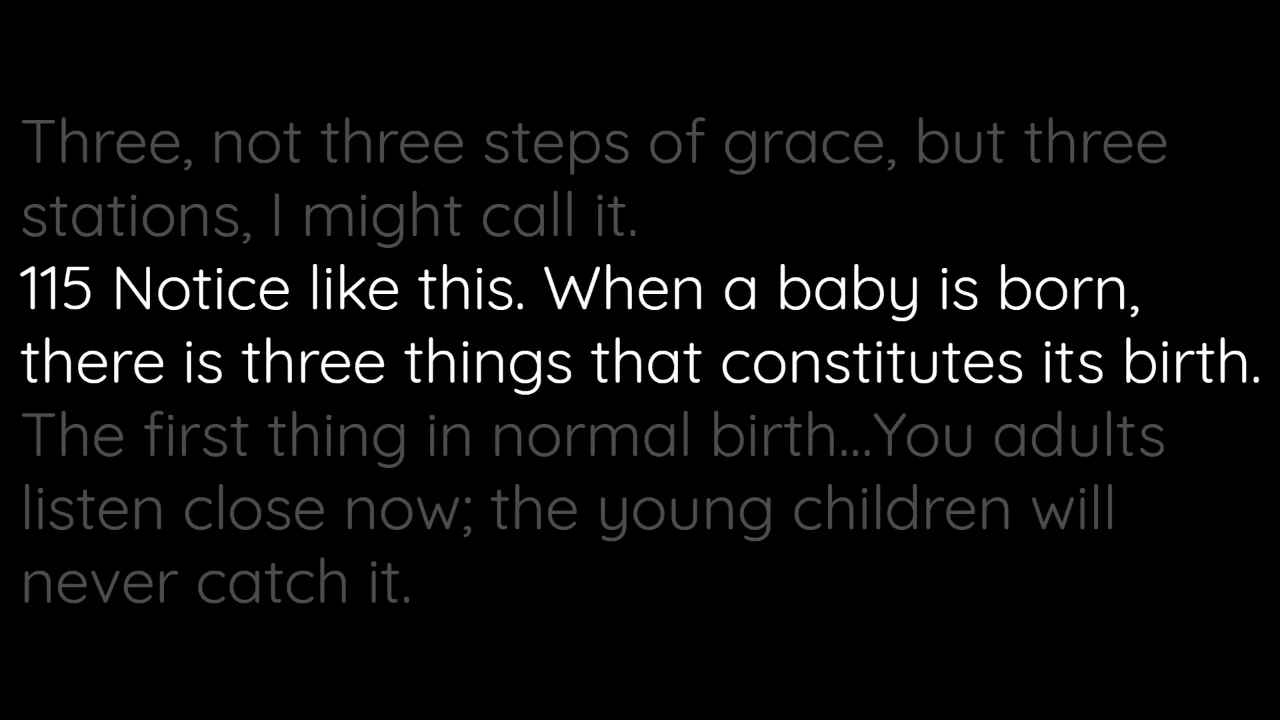 Three, not three steps of grace, but three
stations, I might call it.
115 Notice like this. When a baby is born,
there is three things that constitutes its birth.
The first thing in normal birth...You adults
listen close now; the young children will
never catch it.